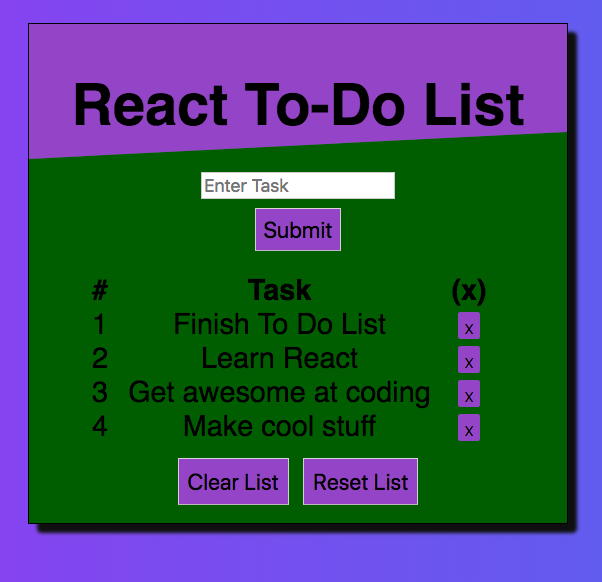 React To-Do List
Enter Task
Submit
# Task (x)
1 Finish To Do List x
2 Learn React x
3 Get awesome at coding x
4 Make cool stuff x
Clear List Reset List